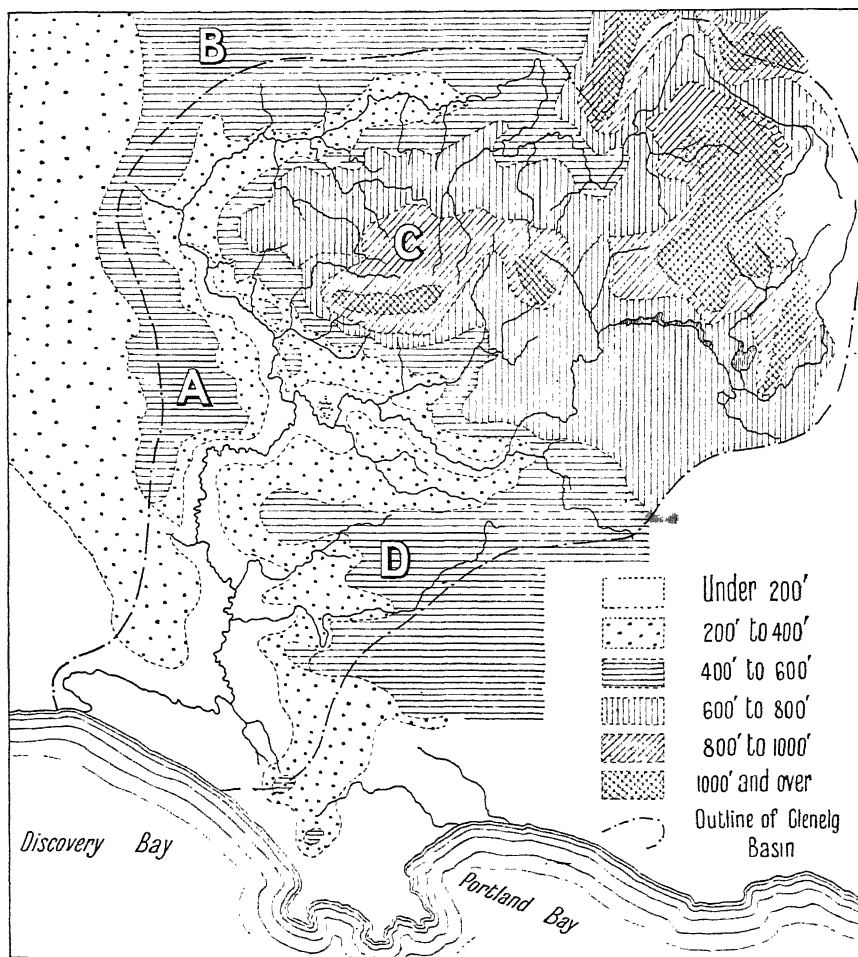 B
C
A
D
Under 200'
200' to 400'
400' to 600'
600' to 800'
800' to 1000'
1000' and over
Outline of Glenelg
Basin
Discovery Bay
Portland Bay